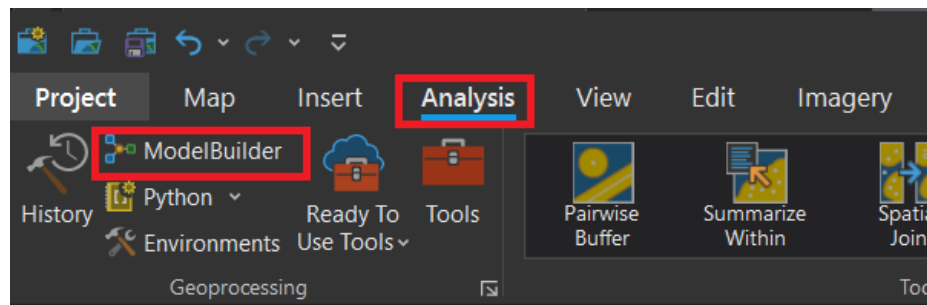 Project Map Insert Analysis View Edit Imagery
ModelBuilder
Python
Environments
History
Ready To
Use Tools
Tools
Geoprocessing
Pairwise
Buffer
Summarize
Within
Join